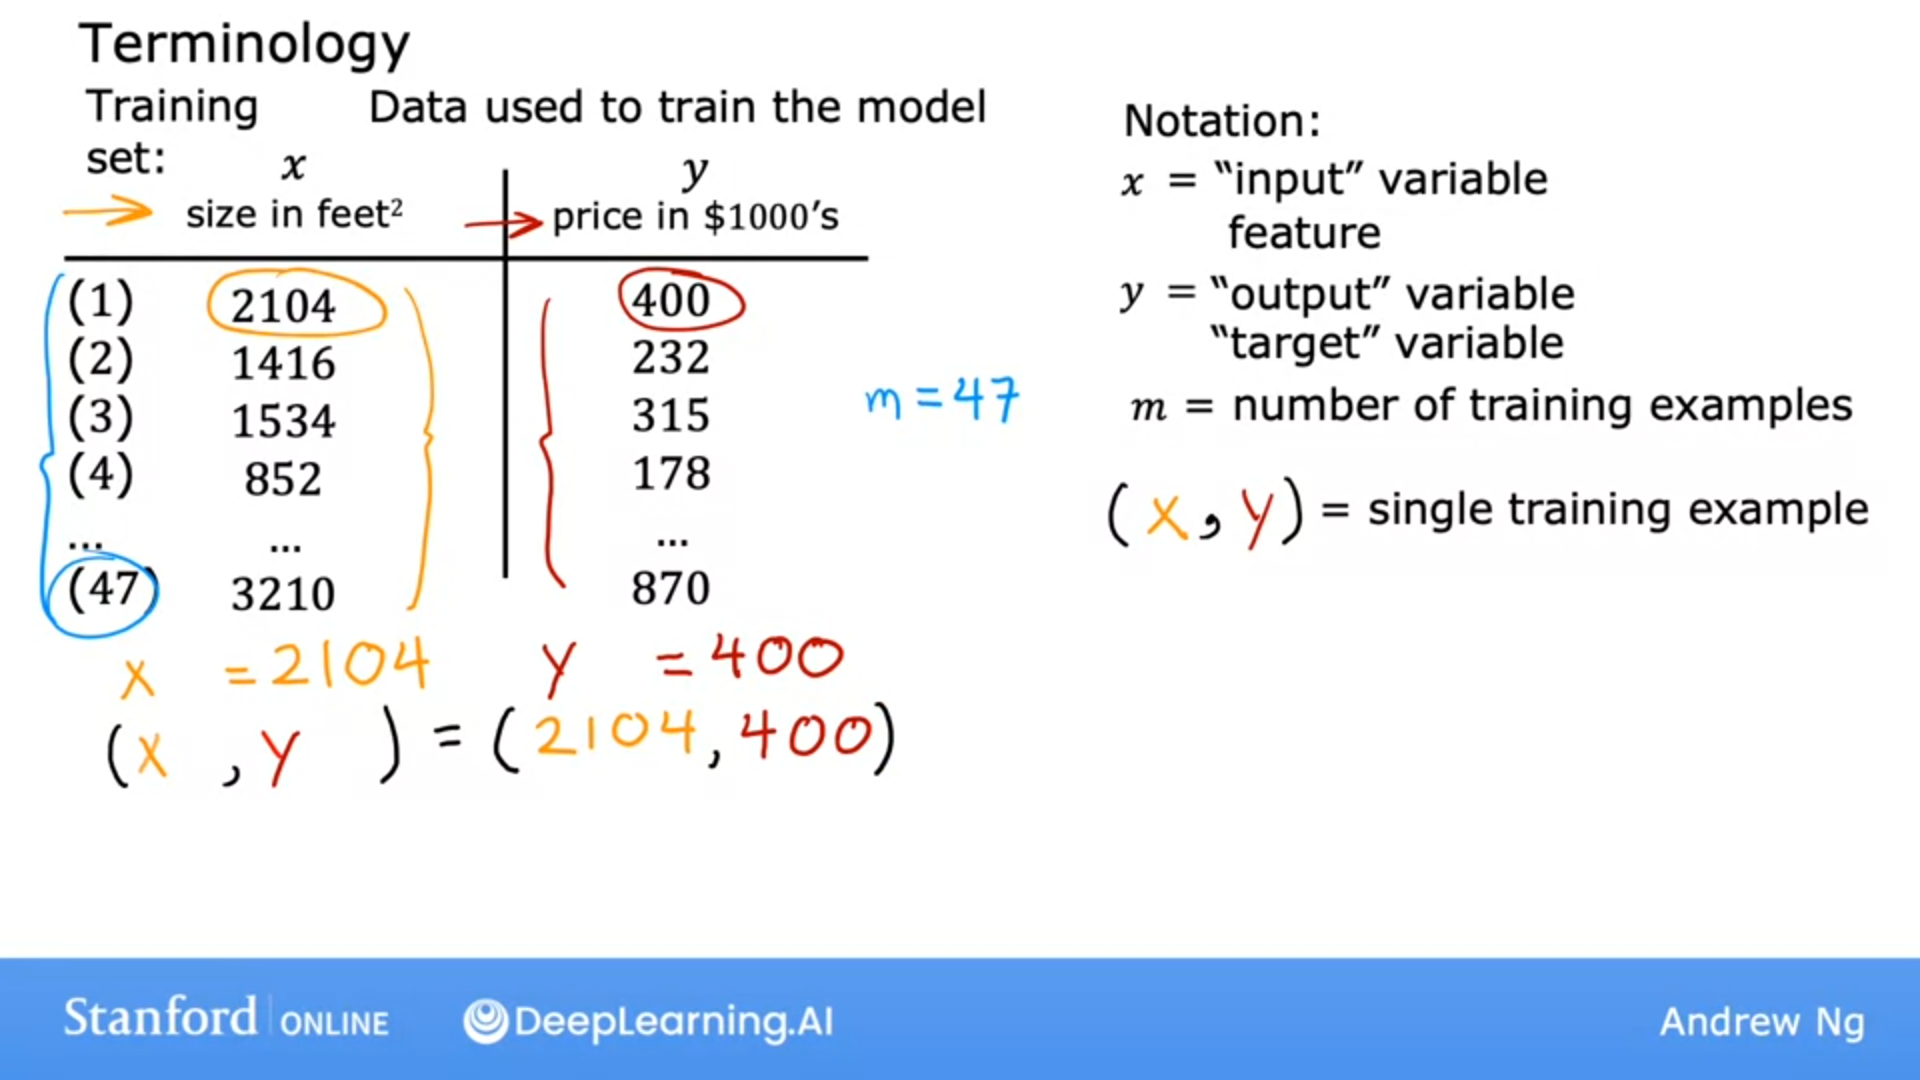 Terminology
Training set:
Data used to train the model
x y
size in feet² price in $1000's
(1) 2104 400
(2) 1416 232
(3) 1534 315
(4) 852 178
... ... ...
(47) 3210 870
m = 47
x = 2104 y = 400
(x, y) = (2104, 400)
Notation:
x = “input” variable
feature
y = “output” variable
“target” variable
m = number of training examples
(x, y) = single training example
Stanford ONLINE DeepLearning.AI Andrew Ng